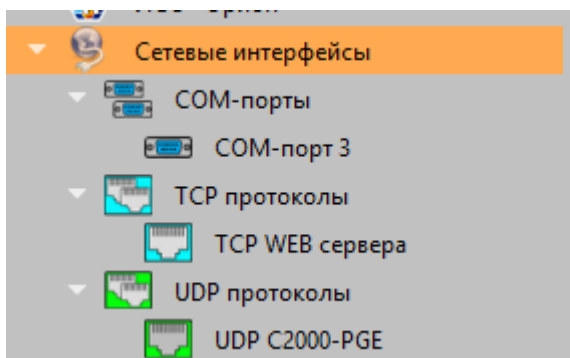 Сетевые интерфейсы
COM-порты
COM-порт 3
TCP протоколы
TCP WEB сервера
UDP протоколы
UDP C2000-PGE